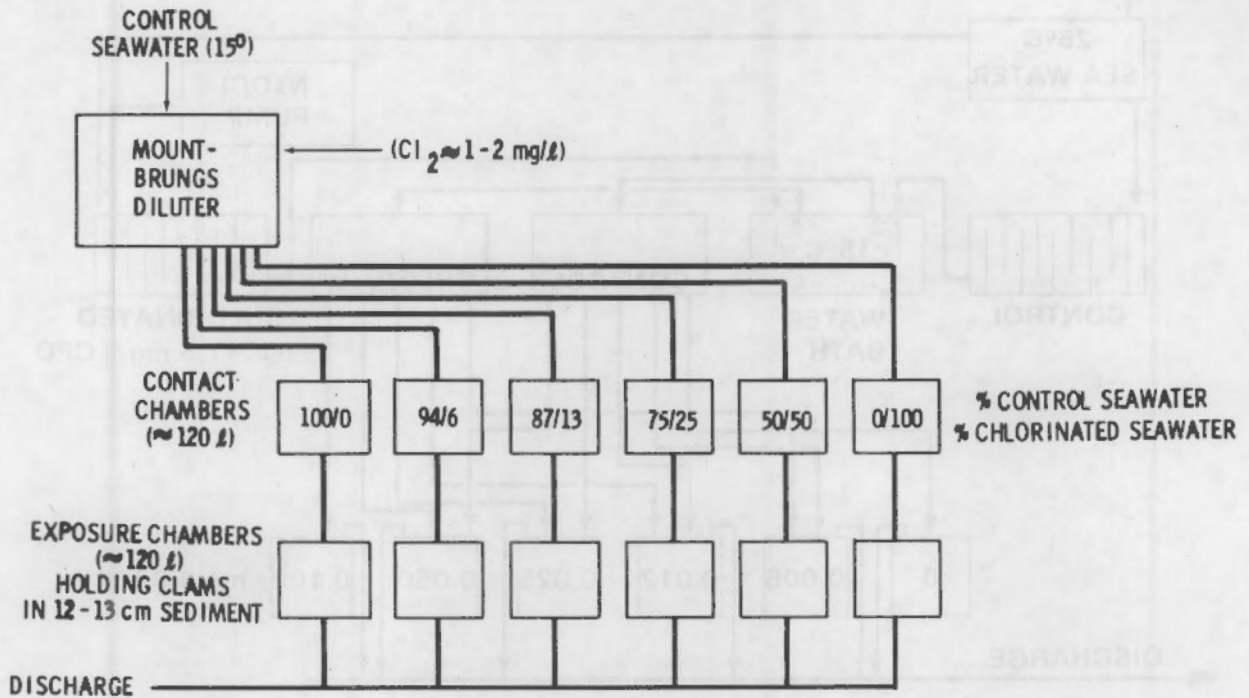 CONTROL
SEAWATER (15⁰)
MOUNT-
BRUNGS
DILUTER
(Cl₂≈1-2 mg/ℓ)
CONTACT
CHAMBERS
(≈120 ℓ)
100/0
94/6
87/13
75/25
50/50
0/100
% CONTROL SEAWATER
% CHLORINATED SEAWATER
EXPOSURE CHAMBERS
(≈120 ℓ)
HOLDING CLAMS
IN 12-13 cm SEDIMENT
DISCHARGE